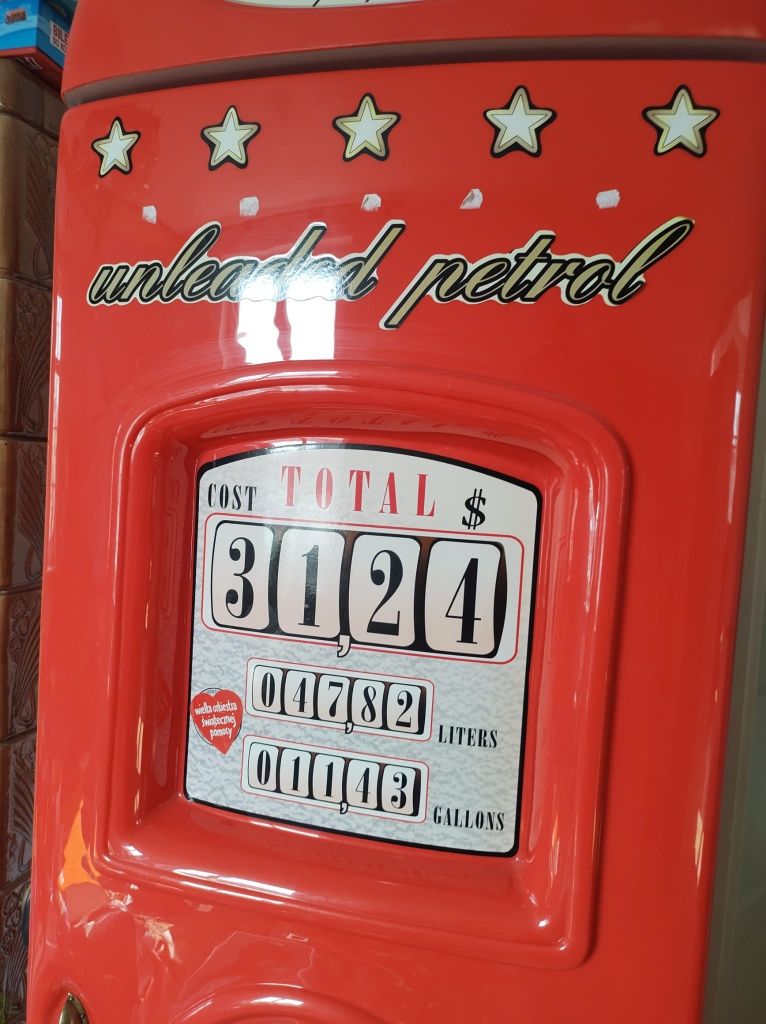 unleaded petrol
COST TOTAL $
31,24
047,82 LITERS
wielka orkiestra
świątecznej
pomocy
011,43 GALLONS